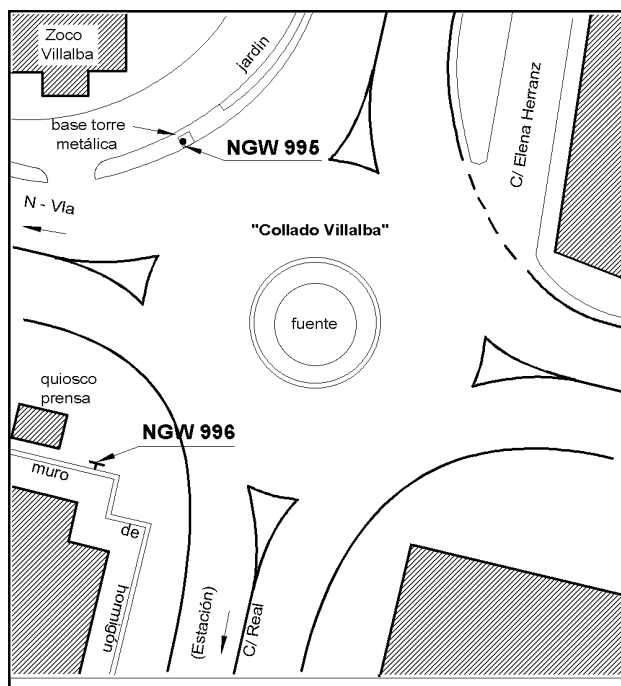 Zoco
Villalba
jardin
base torre
metálica
NGW 995
C/ Elena Herranz
N - VIa
"Collado Villalba"
fuente
quiosco
prensa
NGW 996
muro
de
hormigón
(Estación)
C/ Real